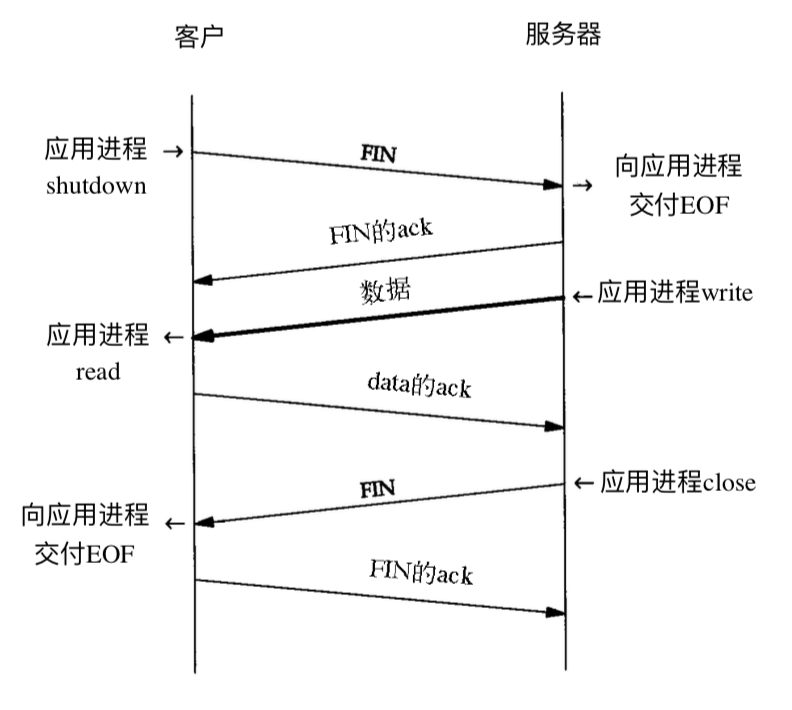 客户
服务器
应用进程 →
shutdown
FIN
→ 向应用进程
交付EOF
FIN的ack
数据
←应用进程write
应用进程 ←
read
data的ack
FIN
←应用进程close
向应用进程 ←
交付EOF
FIN的ack